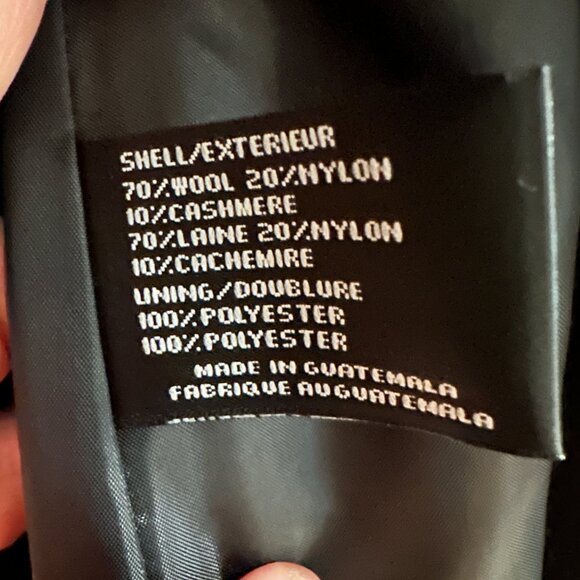 SHELL/EXTERIEUR
70%WOOL 20%NYLON
10%CASHMERE
70%LAINE 20%NYLON
10%CACHEMIRE
LINING/DOUBLURE
100%POLYESTER
100%POLYESTER
MADE IN GUATEMALA
FABRIQUE AU GUATEMALA